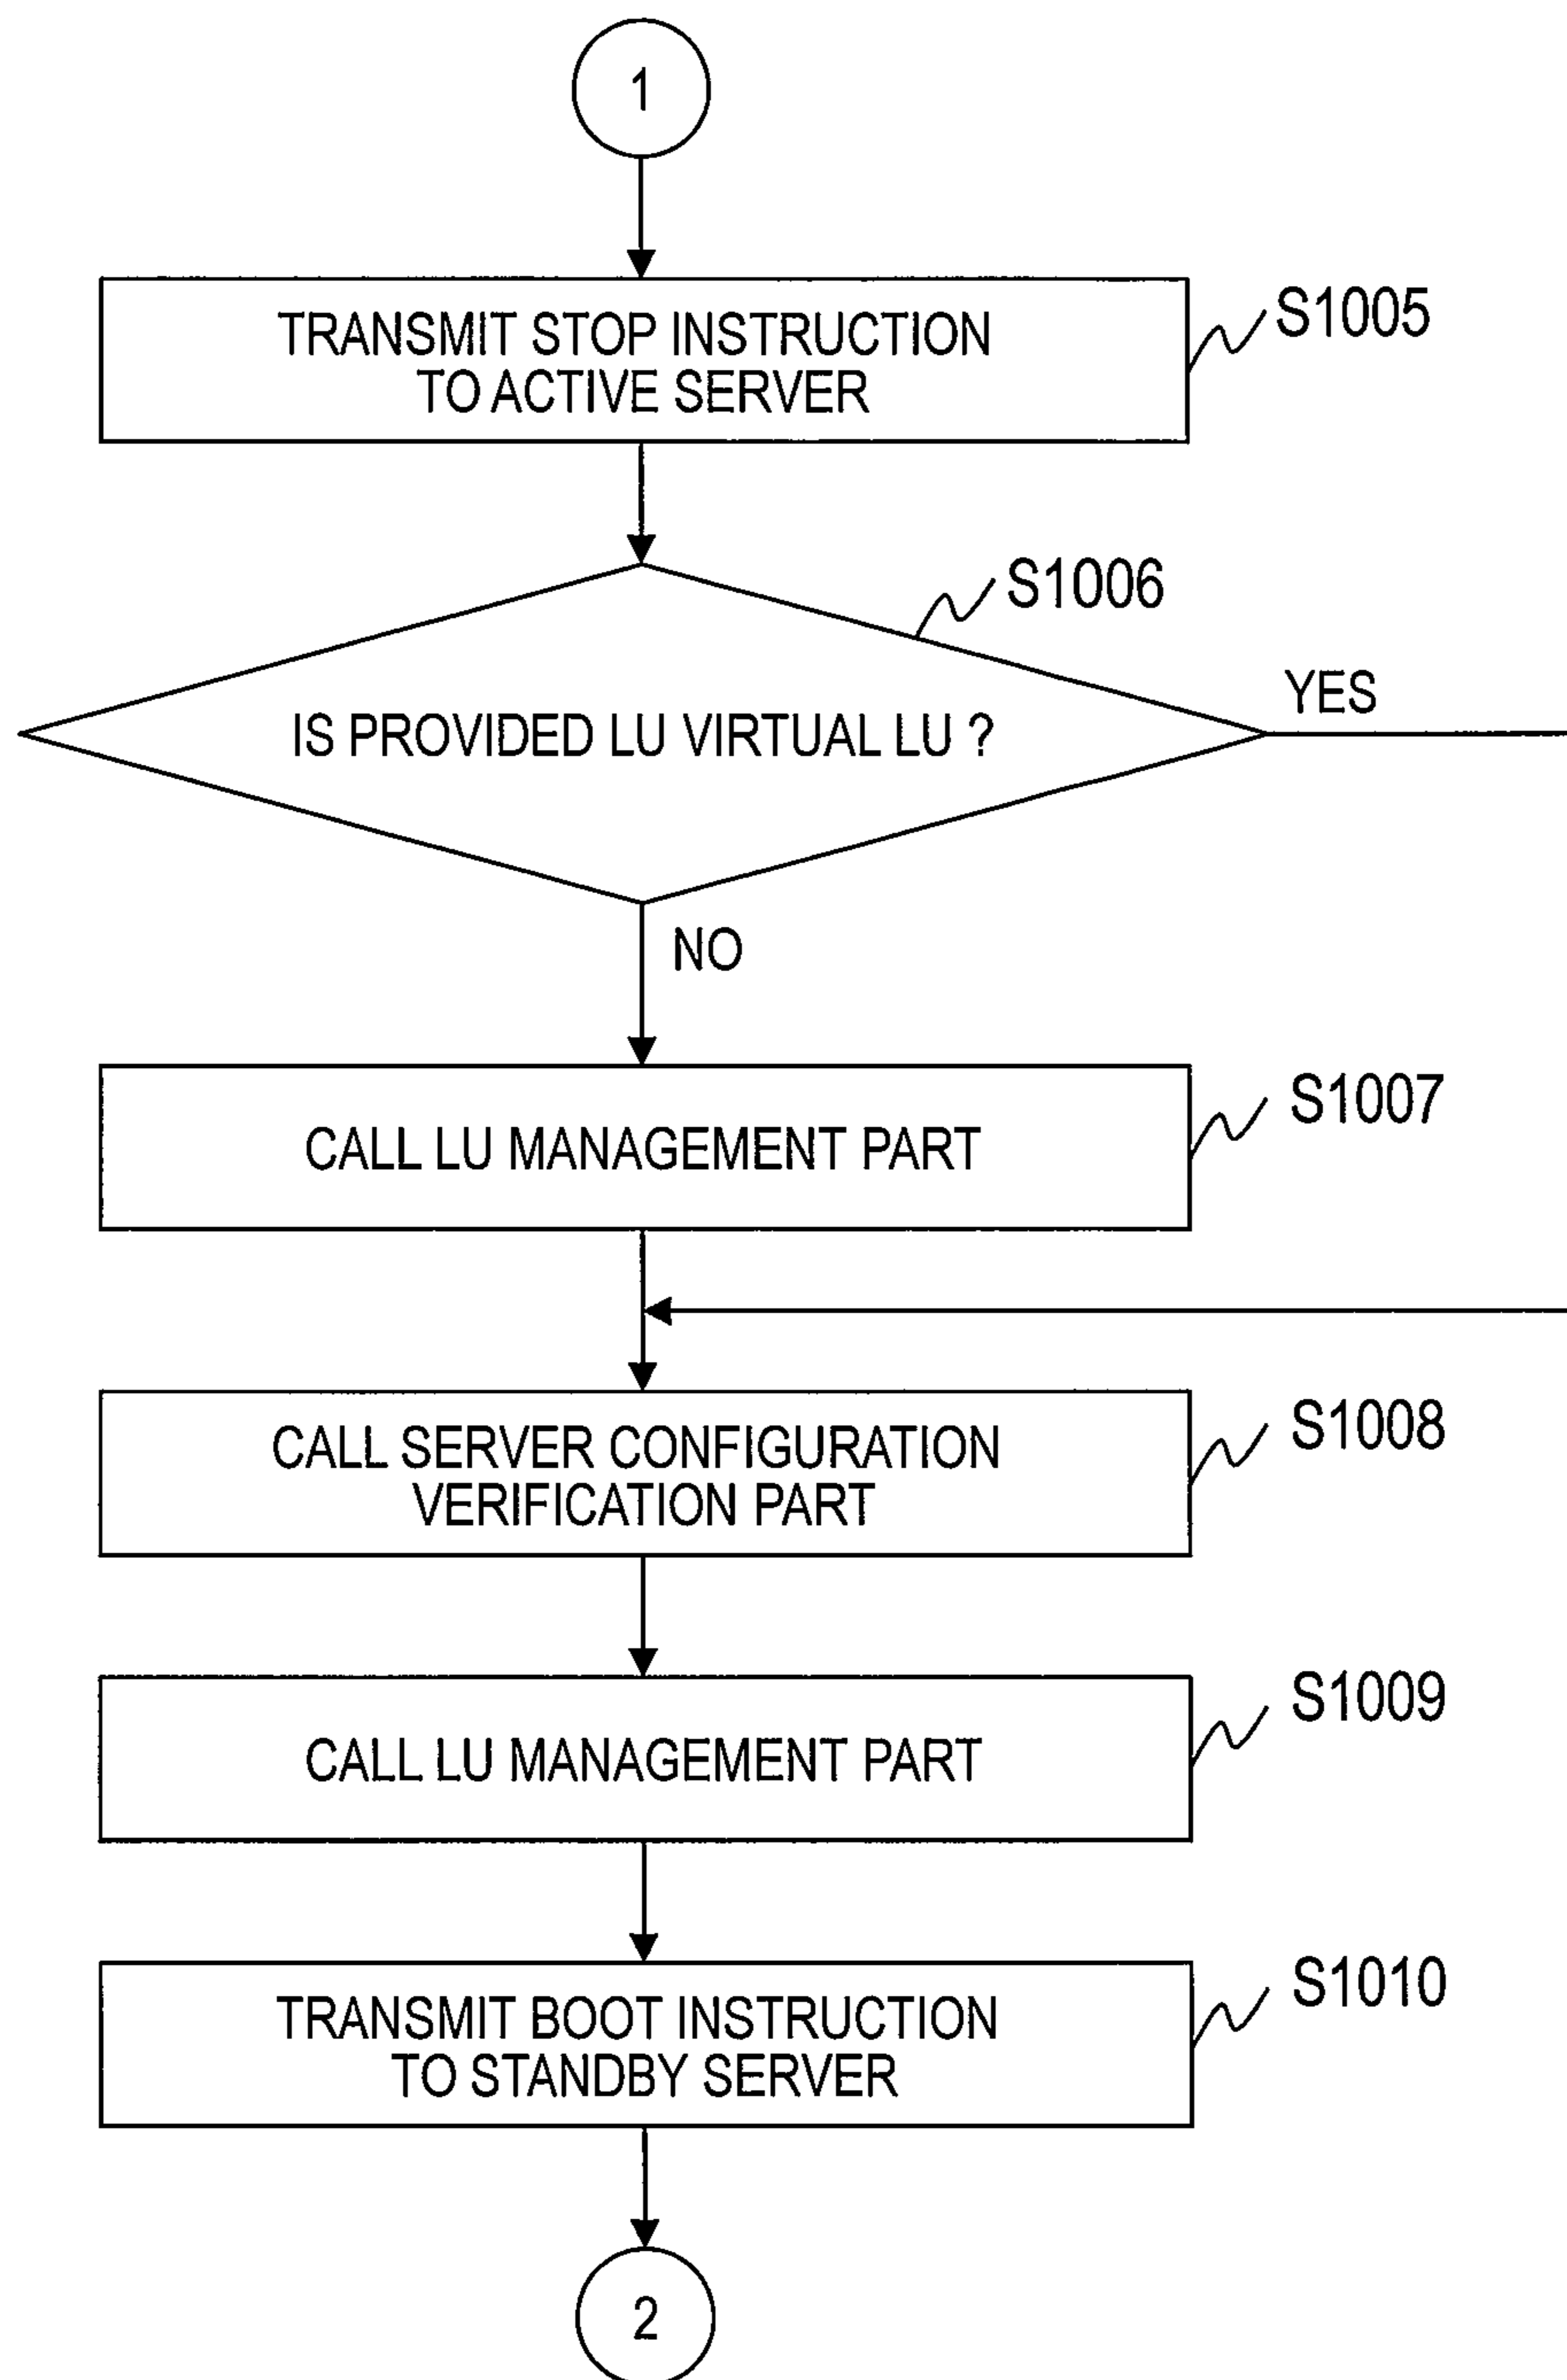 1
TRANSMIT STOP INSTRUCTION
TO ACTIVE SERVER
S1005
S1006
IS PROVIDED LU VIRTUAL LU ?
YES
NO
CALL LU MANAGEMENT PART
S1007
CALL SERVER CONFIGURATION
VERIFICATION PART
S1008
CALL LU MANAGEMENT PART
S1009
TRANSMIT BOOT INSTRUCTION
TO STANDBY SERVER
S1010
2